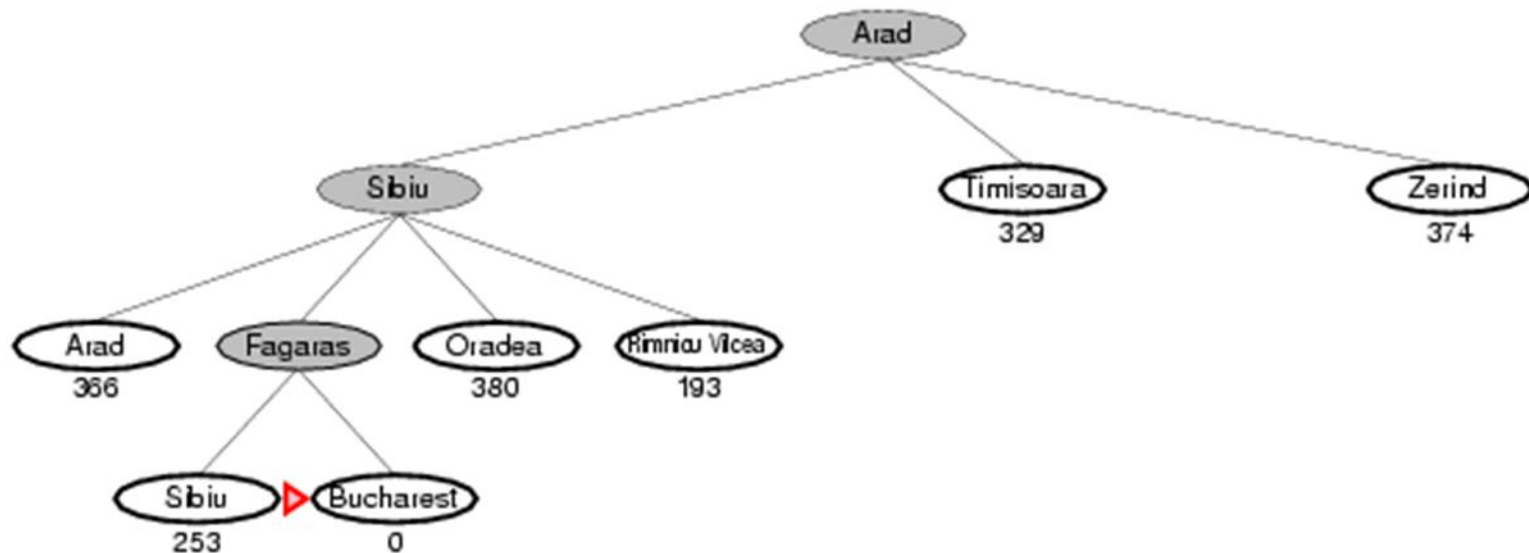 Arad
Sibiu
Timisoara
Zerind
329
374
Arad
Fagaras
Oradea
Rimnicu Vilcea
366
380
193
Sibiu
Bucharest
253
0